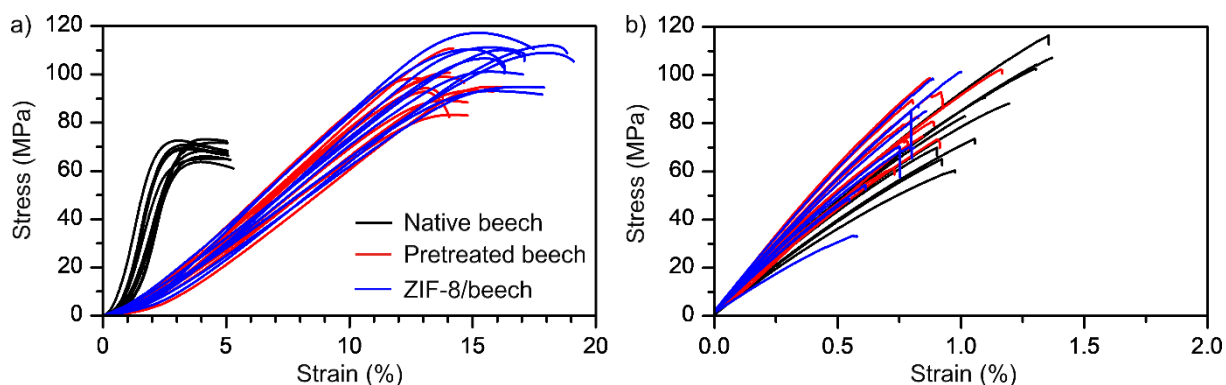 a)
120
100
80
60
40
20
0
Stress (MPa)
Native beech
Pretreated beech
ZIF-8/beech
0 5 10 15 20
Strain (%)
b)
120
100
80
60
40
20
0
Stress (MPa)
0.0 0.5 1.0 1.5 2.0
Strain (%)